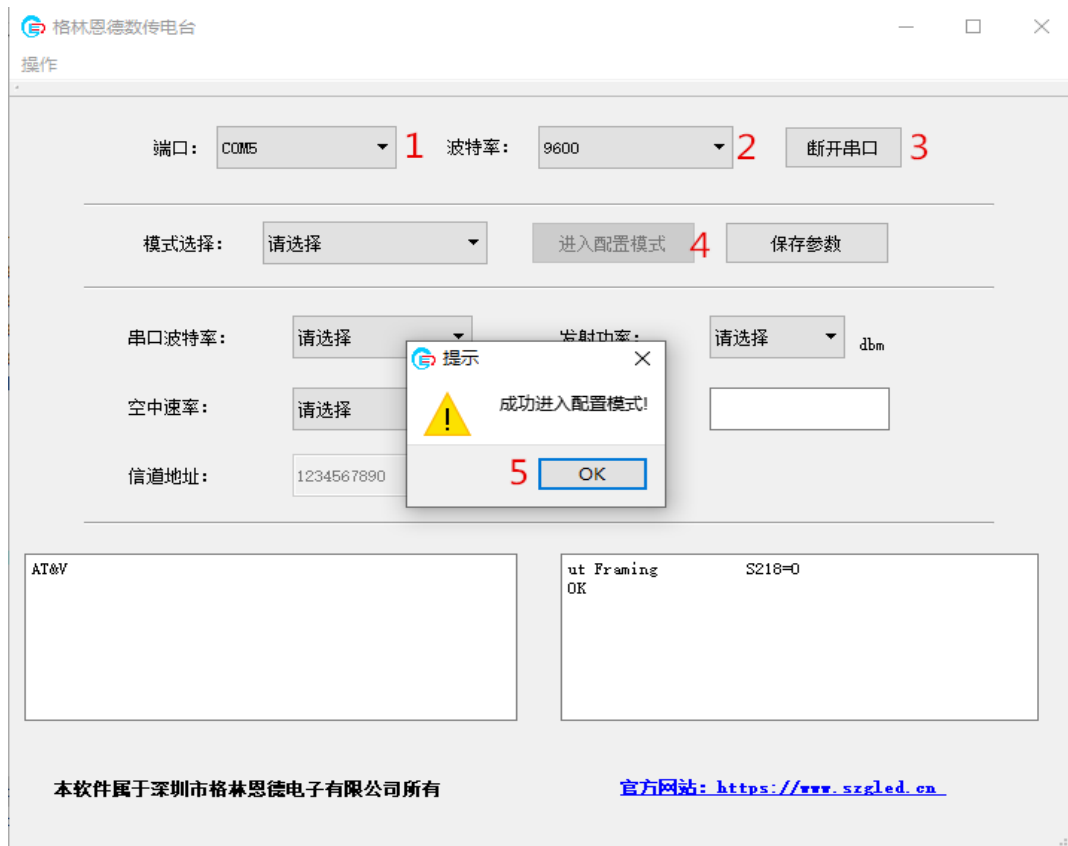 格林恩德数传电台
操作
端口： COM5 1 波特率： 9600 2 断开串口 3
模式选择： 请选择 进入配置模式 4 保存参数
串口波特率： 请选择 发射功率： 请选择 dbm
提示
成功进入配置模式!
空中速率： 请选择
信道地址： 1234567890
5 OK
AT&V
ut Framing S218=0
OK
本软件属于深圳市格林恩德电子有限公司所有
官方网站：https://www.szgled.cn